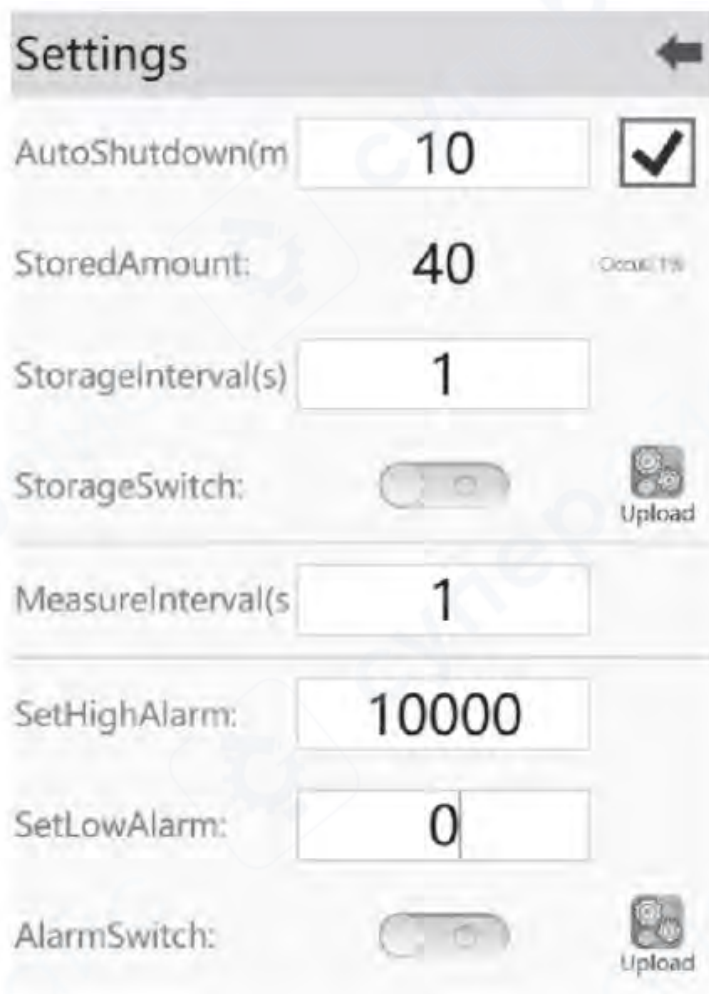 Settings
AutoShutdown(m 10
StoredAmount: 40
StorageInterval(s) 1
StorageSwitch:
Upload
MeasureInterval(s 1
SetHighAlarm: 10000
SetLowAlarm: 0
AlarmSwitch:
Upload